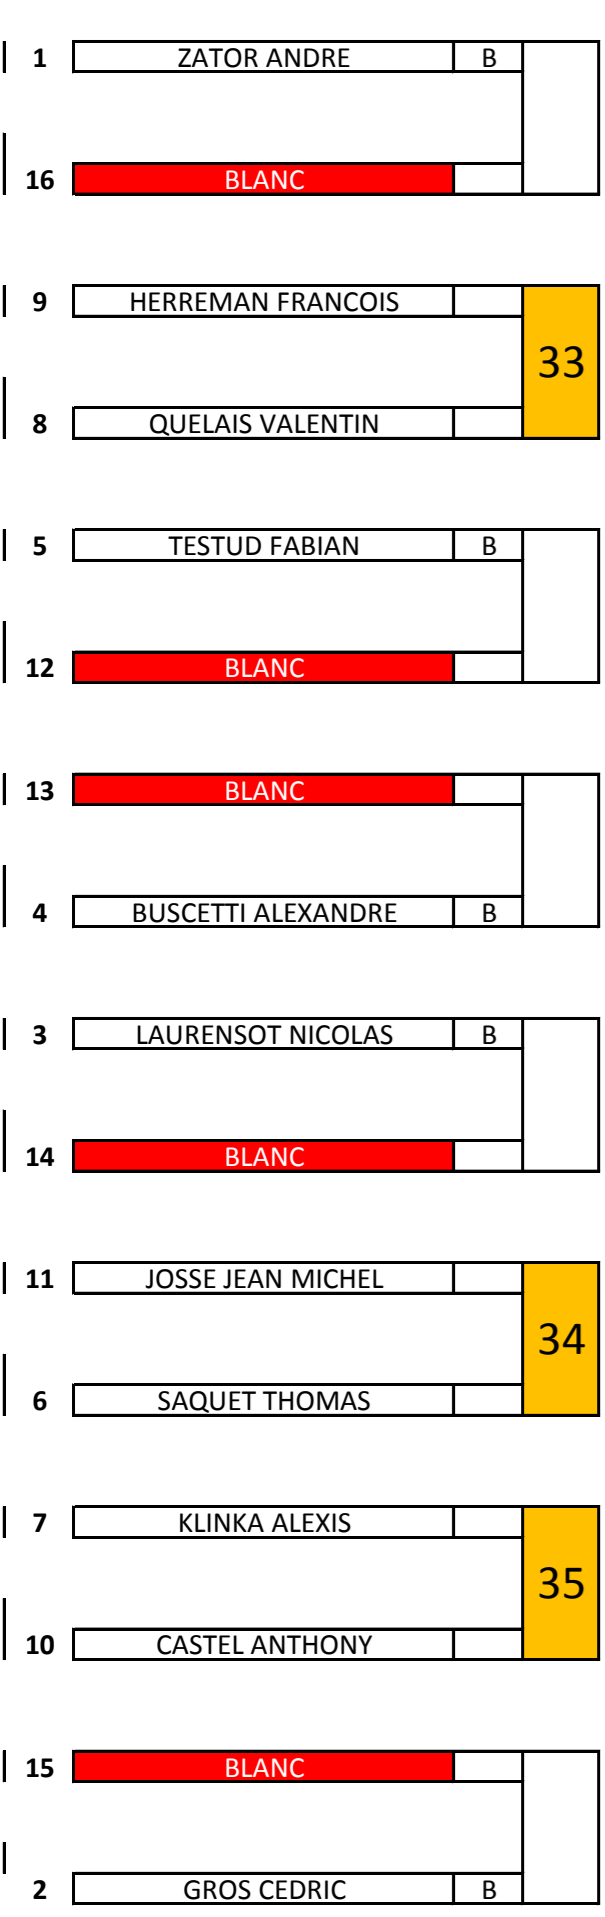 1 ZATOR ANDRE B
16 BLANC
9 HERREMAN FRANCOIS
33
8 QUELAIS VALENTIN
5 TESTUD FABIAN B
12 BLANC
13 BLANC
4 BUSCETTI ALEXANDRE B
3 LAURENSOT NICOLAS B
14 BLANC
11 JOSSE JEAN MICHEL
34
6 SAQUET THOMAS
7 KLINKA ALEXIS
35
10 CASTEL ANTHONY
15 BLANC
2 GROS CEDRIC B